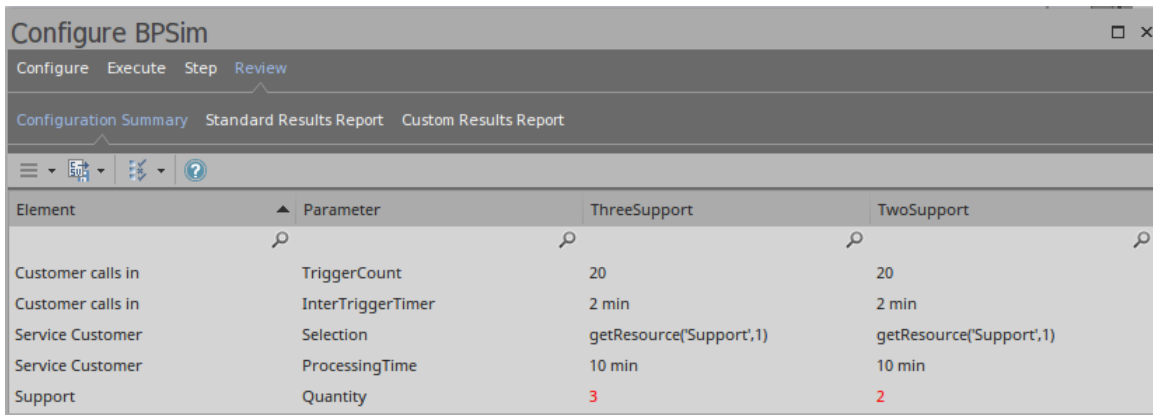 Configure BPSim
Configure Execute Step Review
Configuration Summary Standard Results Report Custom Results Report
Element Parameter ThreeSupport TwoSupport
Customer calls in TriggerCount 20 20
Customer calls in InterTriggerTimer 2 min 2 min
Service Customer Selection getResource('Support',1) getResource('Support',1)
Service Customer ProcessingTime 10 min 10 min
Support Quantity 3 2